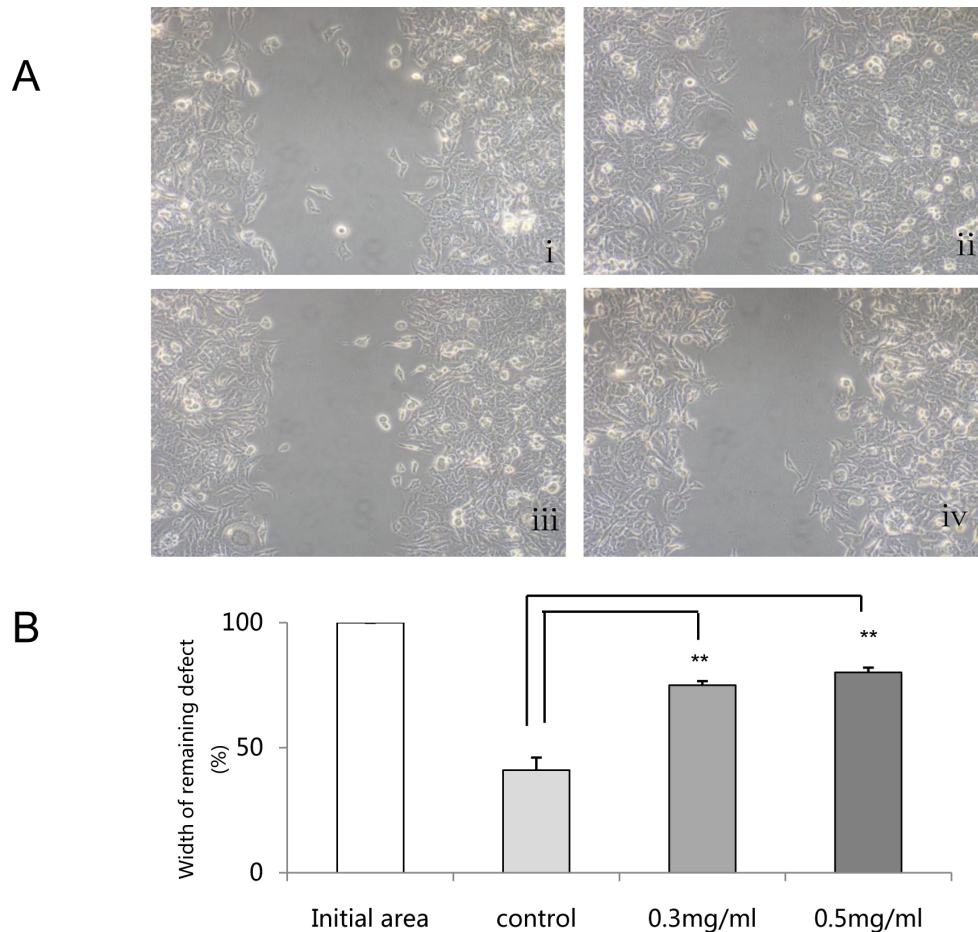 A
i
ii
iii
iv
B
Width of remaining defect
(%)
100
50
0
**
**
Initial area
control
0.3mg/ml
0.5mg/ml